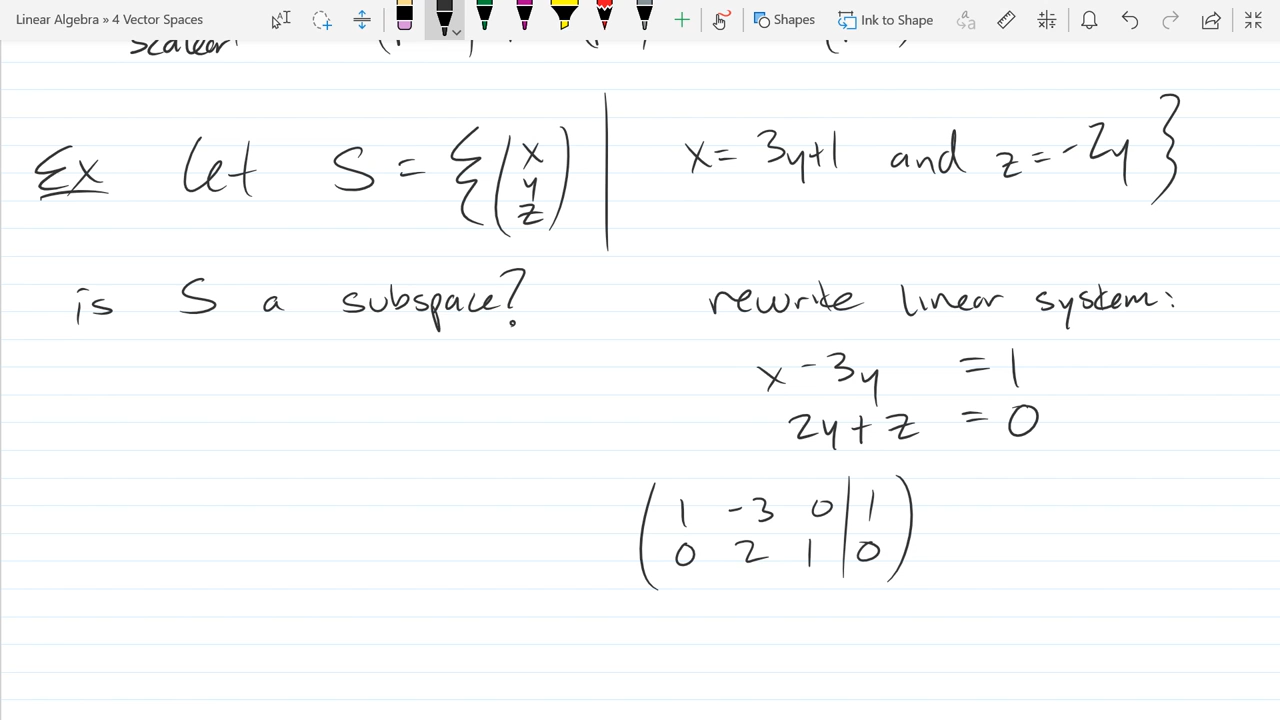 Linear Algebra » 4 Vector Spaces
Shapes
Ink to Shape
Ex Let S = {(x y z) | x = 3y+1 and z = -2y}
is S a subspace? rewrite linear system:
x - 3y = 1
2y + z = 0
1 -3 0 | 1
0 2 1 | 0